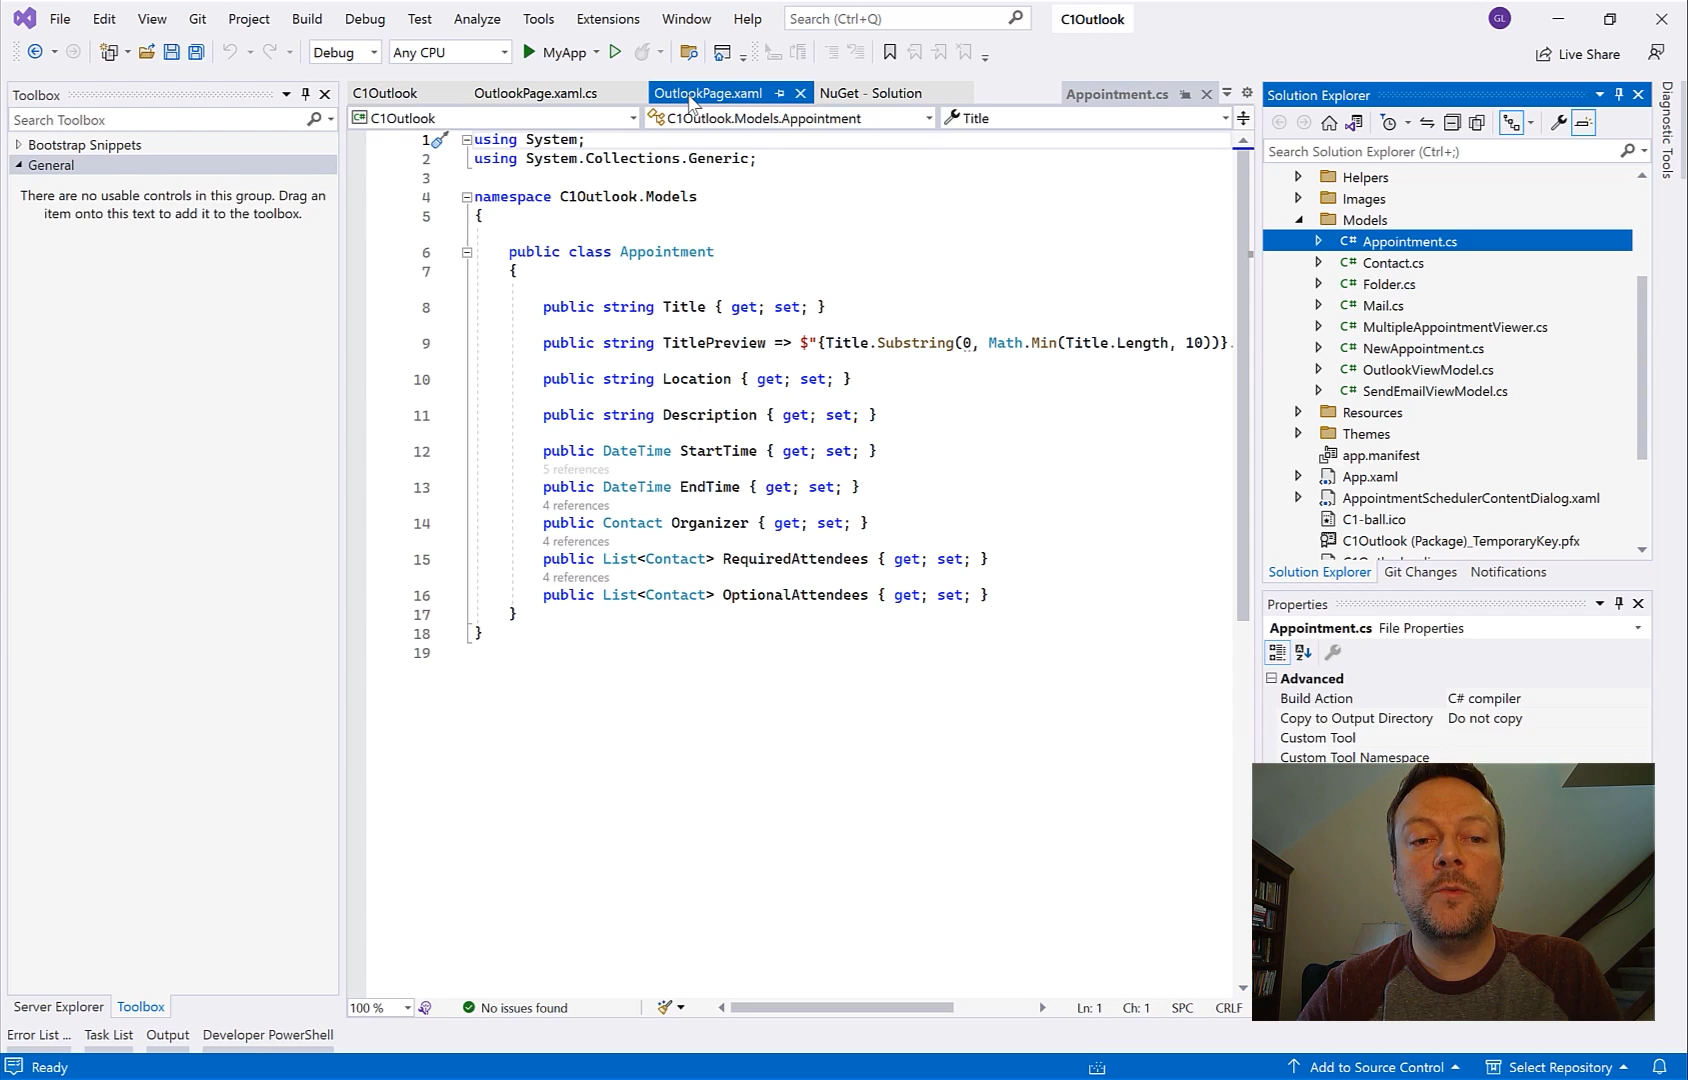 File Edit View Git Project Build Debug Test Analyze Tools Extensions Window Help Search (Ctrl+Q) C1Outlook GL
Debug Any CPU MyApp Live Share
Toolbox
Search Toolbox
Bootstrap Snippets
General
There are no usable controls in this group. Drag an
item onto this text to add it to the toolbox.
C1Outlook OutlookPage.xaml.cs OutlookPage.xaml NuGet - Solution Appointment.cs
C1Outlook C1Outlook.Models.Appointment Title
1 using System;
2 using System.Collections.Generic;
3
4 namespace C1Outlook.Models
5 {
6 public class Appointment
7 {
8 public string Title { get; set; }
9 public string TitlePreview => $"{Title.Substring(0, Math.Min(Title.Length, 10))}.
10 public string Location { get; set; }
11 public string Description { get; set; }
12 public DateTime StartTime { get; set; }
5 references
13 public DateTime EndTime { get; set; }
4 references
14 public Contact Organizer { get; set; }
4 references
15 public List<Contact> RequiredAttendees { get; set; }
4 references
16 public List<Contact> OptionalAttendees { get; set; }
17 }
18 }
19
100 % No issues found Ln: 1 Ch: 1 SPC CRLF
Solution Explorer
Search Solution Explorer (Ctrl+;)
Helpers
Images
Models
C# Appointment.cs
C# Contact.cs
C# Folder.cs
C# Mail.cs
C# MultipleAppointmentViewer.cs
C# NewAppointment.cs
C# OutlookViewModel.cs
C# SendEmailViewModel.cs
Resources
Themes
app.manifest
App.xaml
AppointmentSchedulerContentDialog.xaml
C1-ball.ico
C1Outlook (Package)_TemporaryKey.pfx
Solution Explorer Git Changes Notifications
Properties
Appointment.cs File Properties
Advanced
Build Action C# compiler
Copy to Output Directory Do not copy
Custom Tool
Custom Tool Namespace
Diagnostic Tools
Server Explorer Toolbox
Error List ... Task List Output Developer PowerShell
Ready Add to Source Control Select Repository